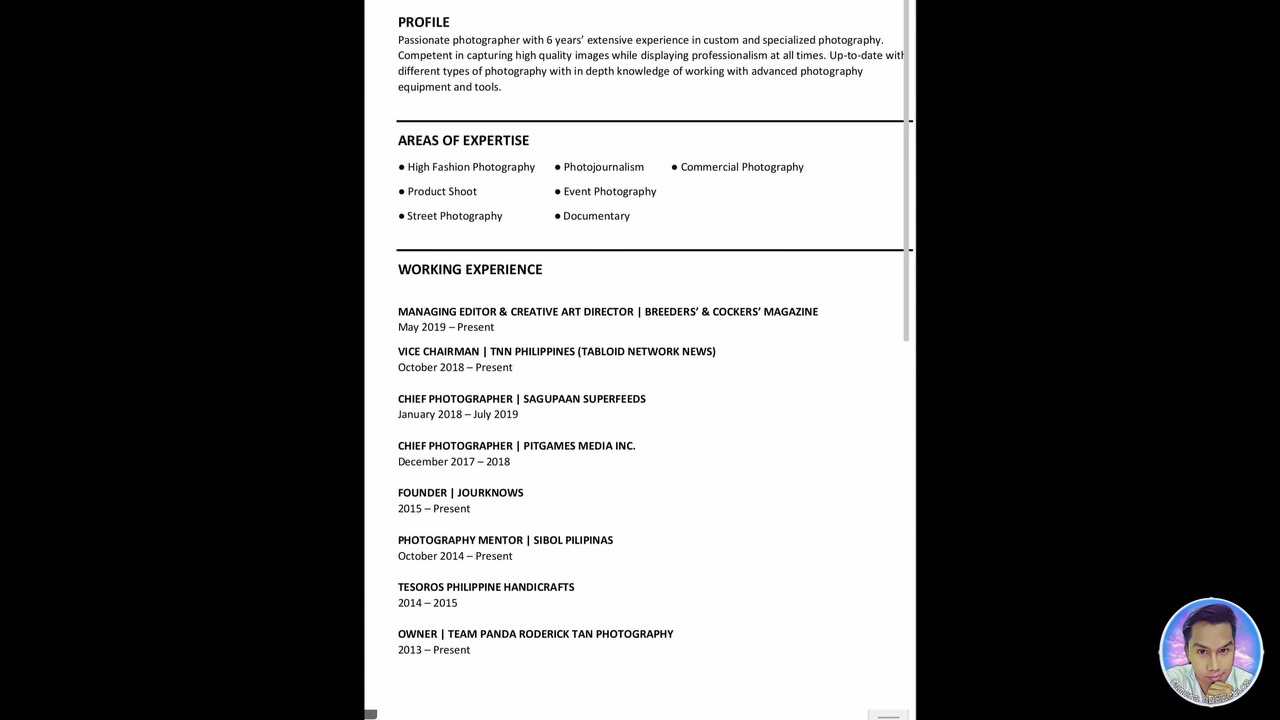 PROFILE
Passionate photographer with 6 years’ extensive experience in custom and specialized photography.
Competent in capturing high quality images while displaying professionalism at all times. Up-to-date with
different types of photography with in depth knowledge of working with advanced photography
equipment and tools.
AREAS OF EXPERTISE
● High Fashion Photography ● Photojournalism ● Commercial Photography
● Product Shoot ● Event Photography
● Street Photography ● Documentary
WORKING EXPERIENCE
MANAGING EDITOR & CREATIVE ART DIRECTOR | BREEDERS’ & COCKERS’ MAGAZINE
May 2019 – Present
VICE CHAIRMAN | TNN PHILIPPINES (TABLOID NETWORK NEWS)
October 2018 – Present
CHIEF PHOTOGRAPHER | SAGUPAAN SUPERFEEDS
January 2018 – July 2019
CHIEF PHOTOGRAPHER | PITGAMES MEDIA INC.
December 2017 – 2018
FOUNDER | JOURKNOWS
2015 – Present
PHOTOGRAPHY MENTOR | SIBOL PILIPINAS
October 2014 – Present
TESOROS PHILIPPINE HANDICRAFTS
2014 – 2015
OWNER | TEAM PANDA RODERICK TAN PHOTOGRAPHY
2013 – Present